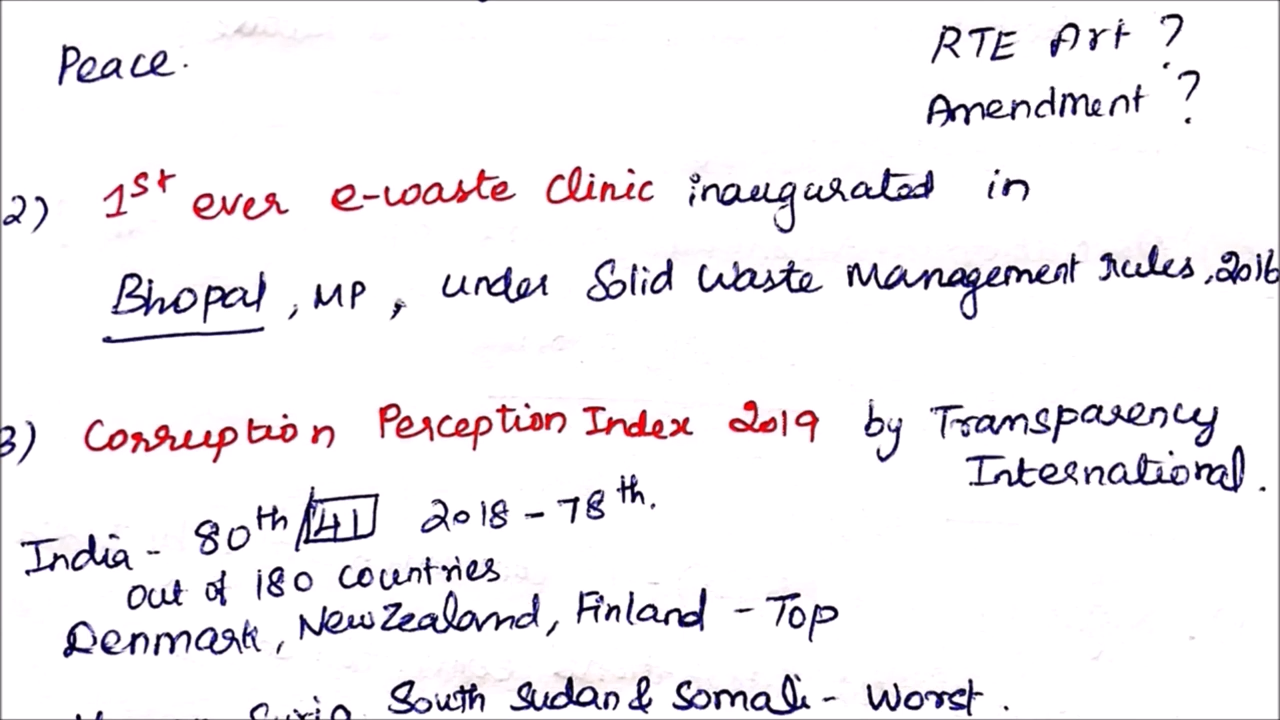 Peace.
RTE Art ?
Amendment ?
2) 1st ever e-waste clinic inaugurated in
Bhopal, MP, under Solid Waste Management rules, 2016
3) Corruption Perception Index 2019 by Transparency
International.
India - 80th / 41 2018 - 78th.
out of 180 countries
Denmark, New Zealand, Finland - Top
Syria South Sudan & Somali - Worst.